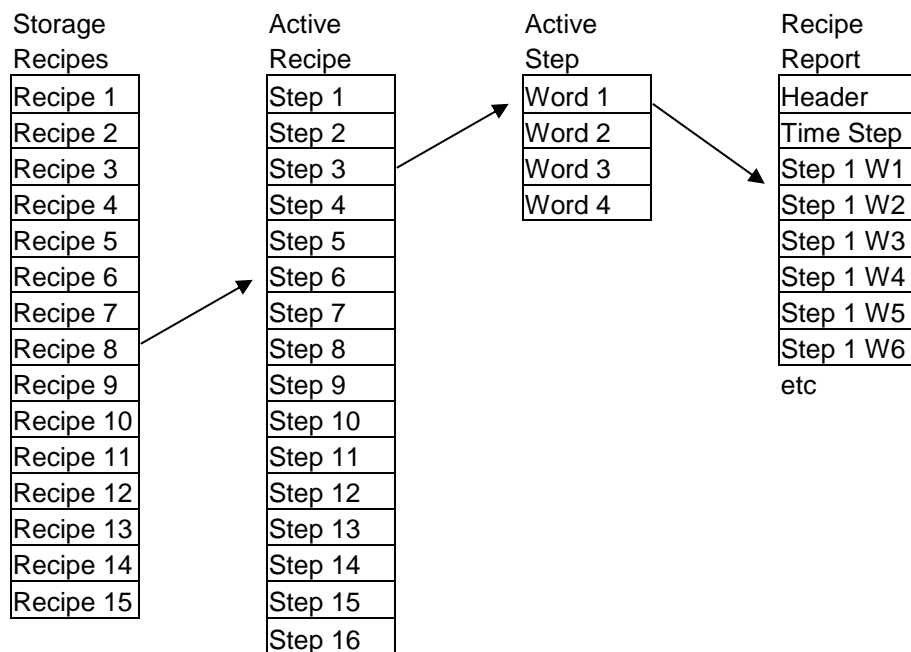 Storage
Recipes
Recipe 1
Recipe 2
Recipe 3
Recipe 4
Recipe 5
Recipe 6
Recipe 7
Recipe 8
Recipe 9
Recipe 10
Recipe 11
Recipe 12
Recipe 13
Recipe 14
Recipe 15
Active
Recipe
Step 1
Step 2
Step 3
Step 4
Step 5
Step 6
Step 7
Step 8
Step 9
Step 10
Step 11
Step 12
Step 13
Step 14
Step 15
Step 16
Active
Step
Word 1
Word 2
Word 3
Word 4
Recipe
Report
Header
Time Step
Step 1 W1
Step 1 W2
Step 1 W3
Step 1 W4
Step 1 W5
Step 1 W6
etc